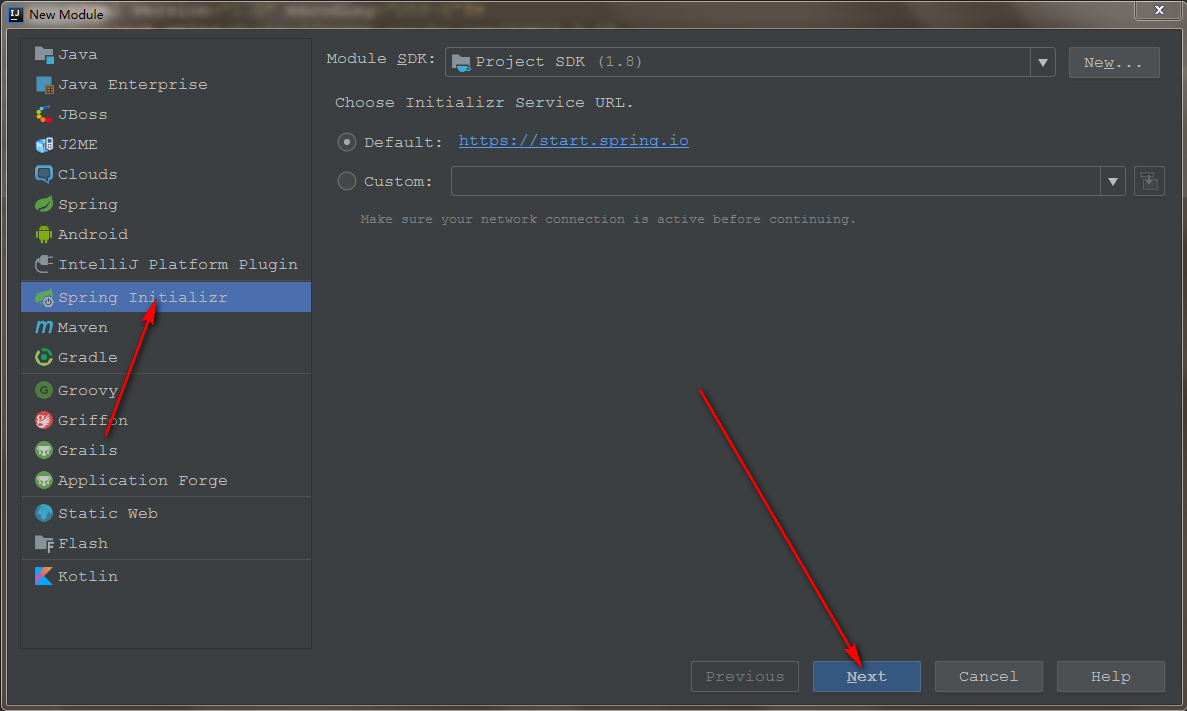 New Module
Java
Java Enterprise
JBoss
J2ME
Clouds
Spring
Android
IntelliJ Platform Plugin
Spring Initializr
Maven
Gradle
Groovy
Griffon
Grails
Application Forge
Static Web
Flash
Kotlin
Module SDK: Project SDK (1.8) New...
Choose Initializr Service URL.
Default: https://start.spring.io
Custom:
Make sure your network connection is active before continuing.
Previous Next Cancel Help